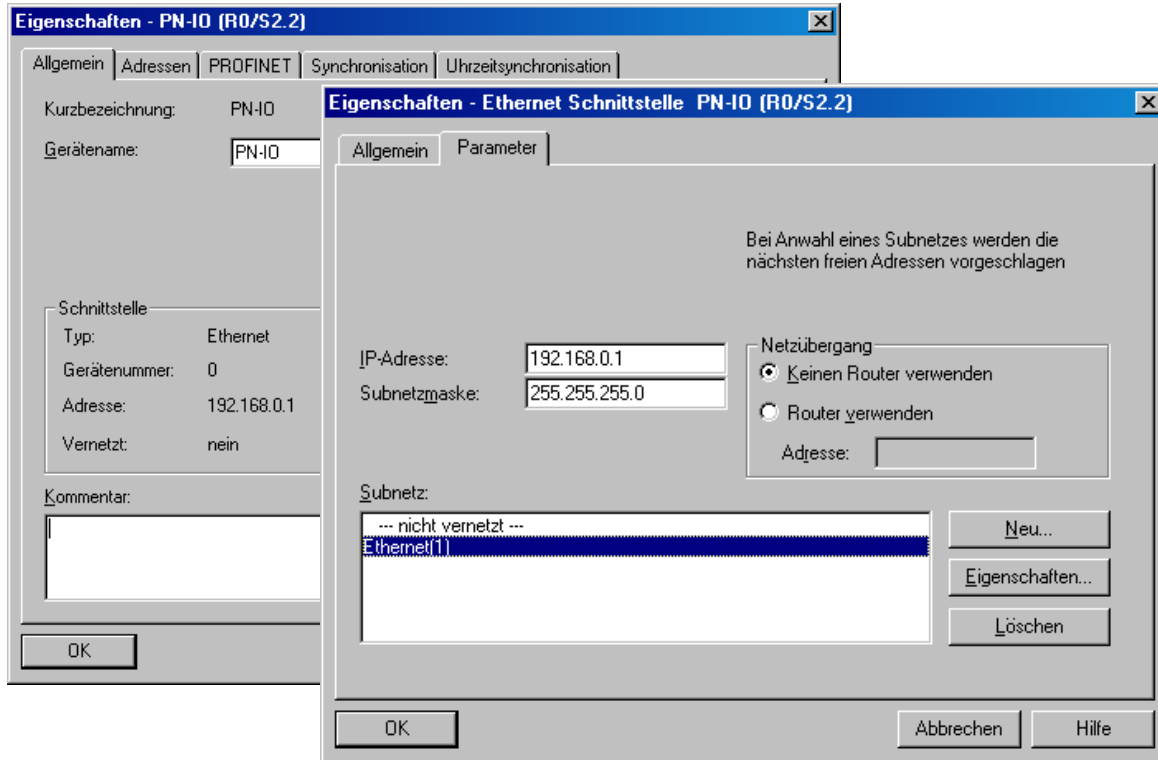 Eigenschaften - PN-IO (R0/S2.2)
Allgemein Adressen PROFINET Synchronisation Uhrzeitsynchronisation
Kurzbezeichnung: PN-IO
Gerätename: PN-IO
Schnittstelle
Typ: Ethernet
Gerätenummer: 0
Adresse: 192.168.0.1
Vernetzt: nein
Kommentar:
OK
Eigenschaften - Ethernet Schnittstelle PN-IO (R0/S2.2)
Allgemein Parameter
Bei Anwahl eines Subnetzes werden die
nächsten freien Adressen vorgeschlagen
IP-Adresse: 192.168.0.1
Subnetzmaske: 255.255.255.0
Netzübergang
Keinen Router verwenden
Router verwenden
Adresse:
Subnetz:
--- nicht vernetzt ---
Ethernet(1)
Neu...
Eigenschaften...
Löschen
OK
Abbrechen
Hilfe